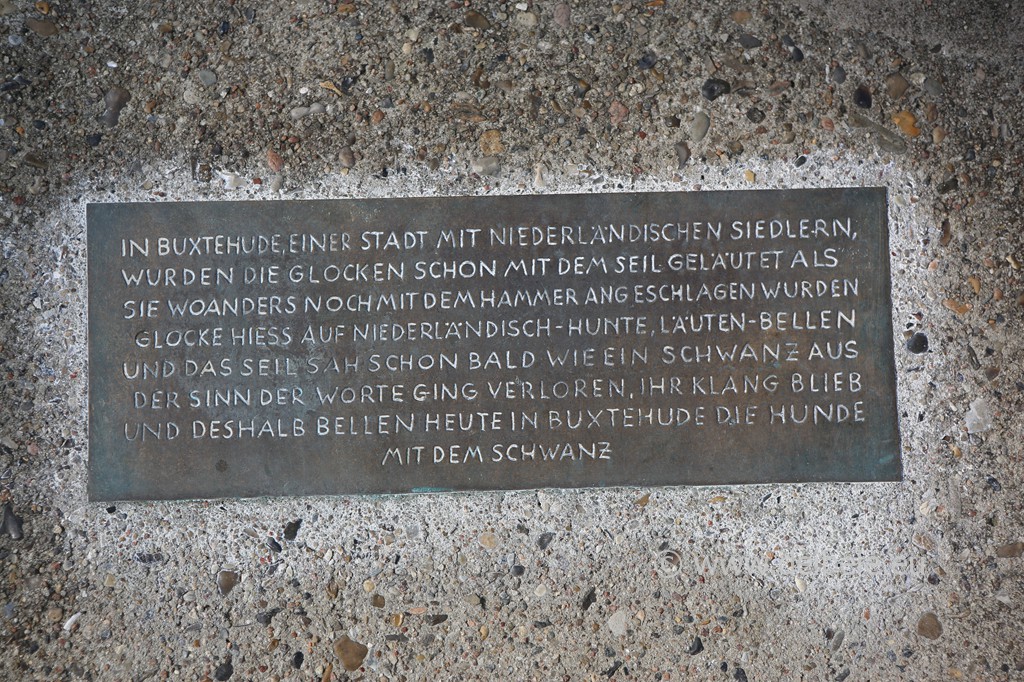 IN BUXTEHUDE, EINER STADT MIT NIEDERLÄNDISCHEN SIEDLERN,
WURDEN DIE GLOCKEN SCHON MIT DEM SEIL GELÄUTET ALS
SIE WOANDERS NOCH MIT DEM HAMMER ANGESCHLAGEN WURDEN
GLOCKE HIESS AUF NIEDERLÄNDISCH-HUNTE, LÄUTEN-BELLEN
UND DAS SEIL SAH SCHON BALD WIE EIN SCHWANZ AUS
DER SINN DER WORTE GING VERLOREN, IHR KLANG BLIEB
UND DESHALB BELLEN HEUTE IN BUXTEHUDE DIE HUNDE
MIT DEM SCHWANZ